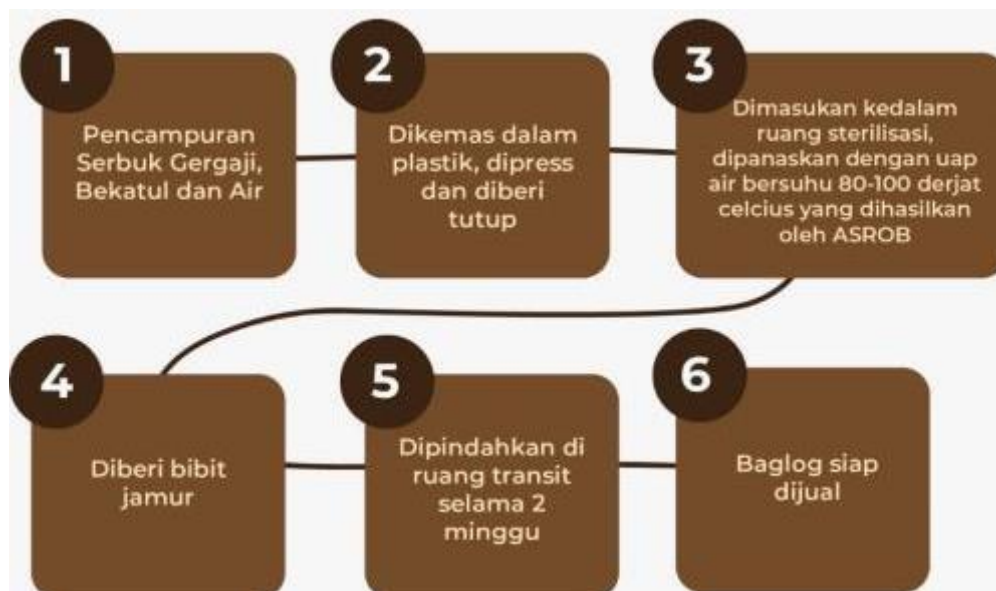 1
Pencampuran
Serbuk Gergaji,
Bekatul dan Air
2
Dikemas dalam
plastik, dipress
dan diberi
tutup
3
Dimasukan kedalam
ruang sterilisasi,
dipanaskan dengan uap
air bersuhu 80-100 derjat
celcius yang dihasilkan
oleh ASROB
4
Diberi bibit
jamur
5
Dipindahkan di
ruang transit
selama 2
minggu
6
Baglog siap
dijual